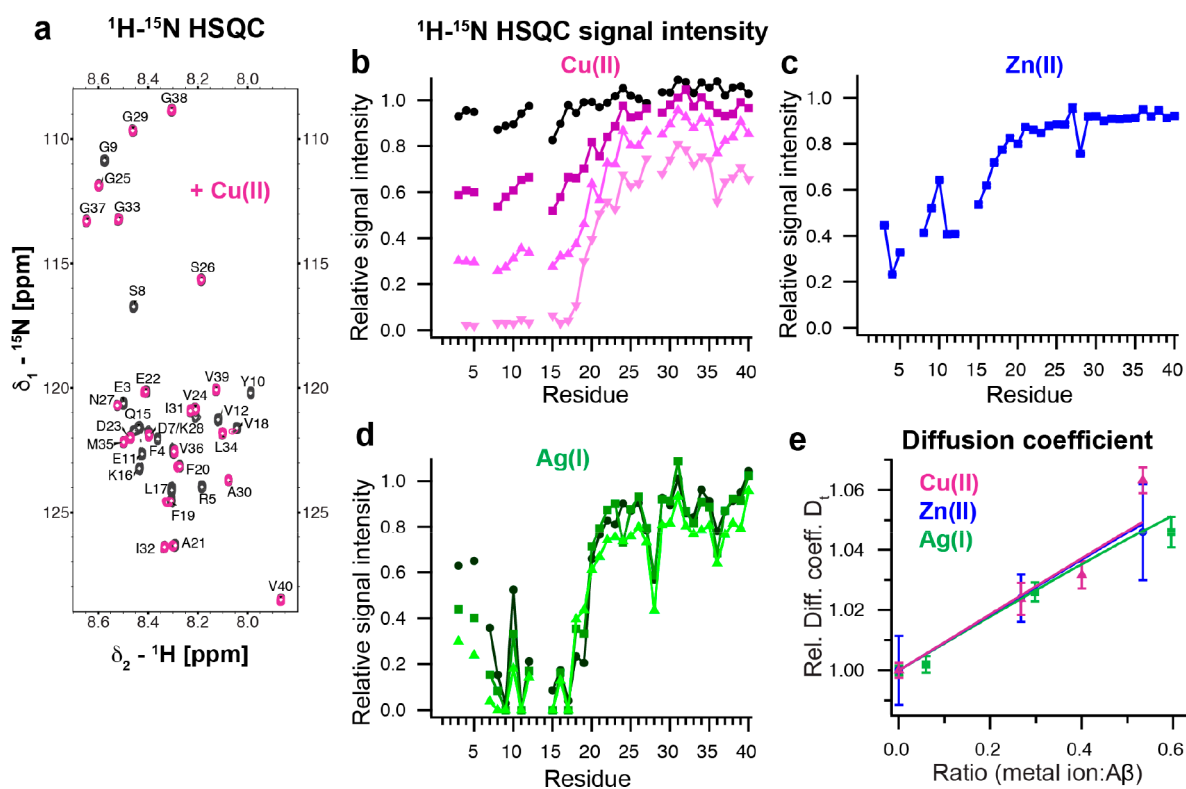 a
¹H-¹⁵N HSQC
8.6 8.4 8.2 8.0
110
115
120
125
δ₁ - ¹⁵N [ppm]
G38
G29
G9
G25
+ Cu(II)
G37
G33
S26
S8
E22
V39
Y10
E3
N27
V24
I31
Q15
V12
D23
D7/K28
V18
M35
F4
V36
L34
E11
F20
K16
A30
L17
R5
F19
I32
A21
V40
110
115
120
125
8.6 8.4 8.2 8.0
δ₂ - ¹H [ppm]
¹H-¹⁵N HSQC signal intensity
b
Cu(II)
Relative signal intensity
1.0
0.8
0.6
0.4
0.2
0.0
5 10 15 20 25 30 35 40
Residue
c
Zn(II)
Relative signal intensity
1.0
0.8
0.6
0.4
0.2
0.0
5 10 15 20 25 30 35 40
Residue
d
Ag(I)
Relative signal intensity
1.0
0.8
0.6
0.4
0.2
0.0
5 10 15 20 25 30 35 40
Residue
e
Diffusion coefficient
Cu(II)
Zn(II)
Ag(I)
Rel. Diff. coeff. Dₜ
1.06
1.04
1.02
1.00
0.0 0.2 0.4 0.6
Ratio (metal ion:Aβ)